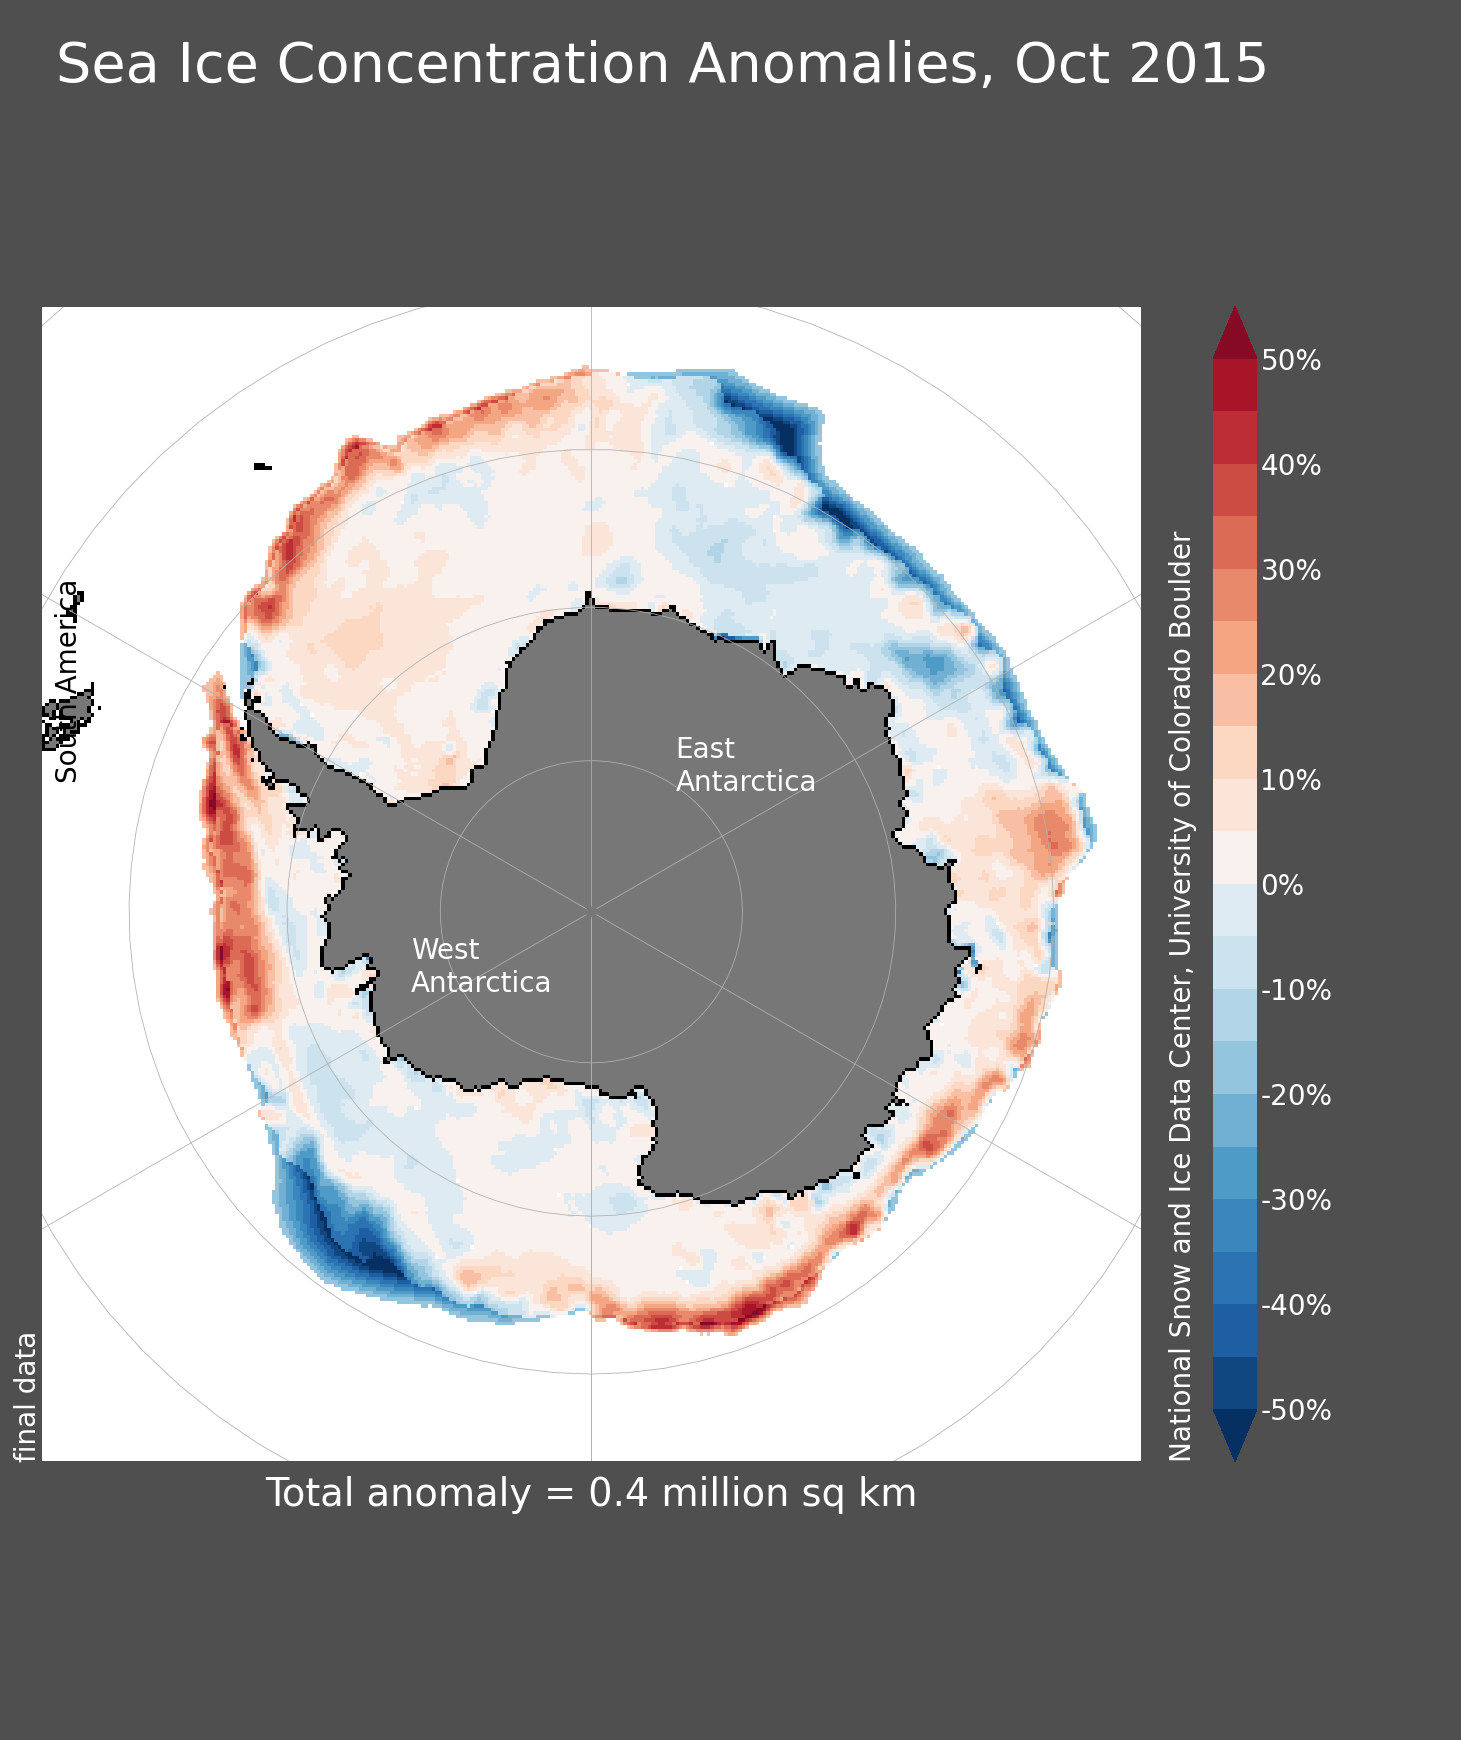 Sea Ice Concentration Anomalies, Oct 2015
South America
East
Antarctica
West
Antarctica
final data
National Snow and Ice Data Center, University of Colorado Boulder
50%
40%
30%
20%
10%
0%
-10%
-20%
-30%
-40%
-50%
Total anomaly = 0.4 million sq km